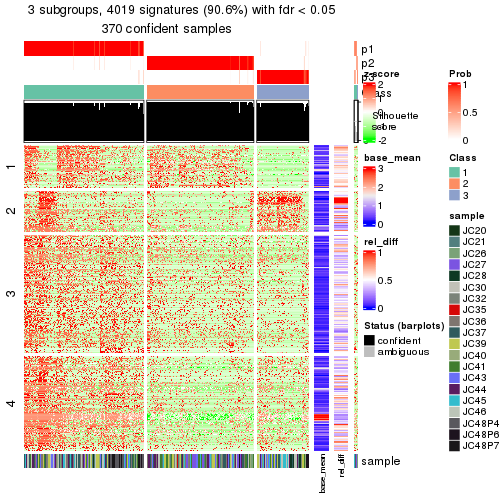 3 subgroups, 4019 signatures (90.6%) with fdr < 0.05
370 confident samples
p1
p2
p3
Class
z-score
2
1
0
-1
-2
Silhouette
score
Prob
1
0.5
0
base_mean
3
2
1
0
Class
1
2
3
rel_diff
1
0.5
0
Status (barplots)
confident
ambiguous
sample
JC20
JC21
JC26
JC27
JC28
JC30
JC32
JC35
JC36
JC37
JC39
JC40
JC41
JC43
JC44
JC45
JC46
JC48P4
JC48P6
JC48P7
1
2
3
4
sample
base_mean
rel_diff